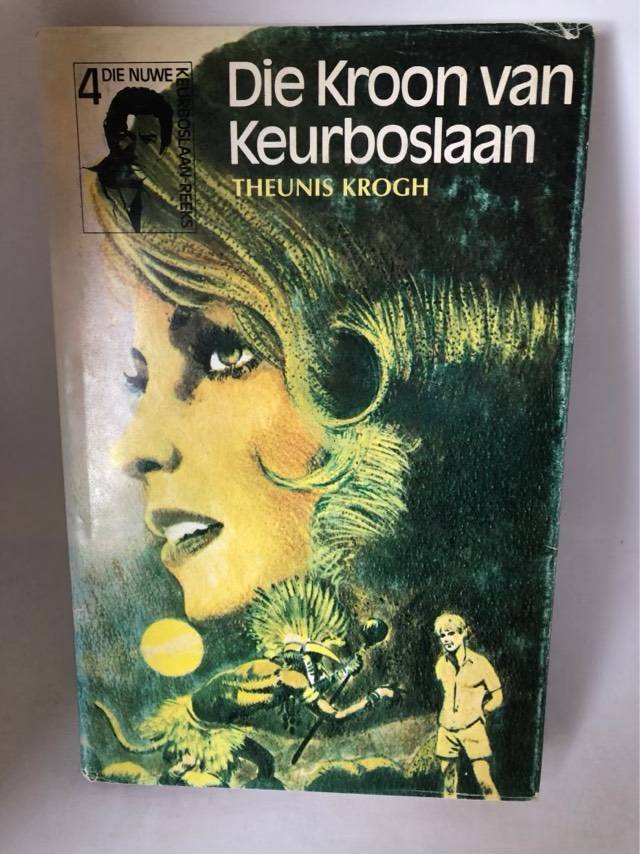 4 DIE NUWE
KEURBOSLAAN-REEKS
Die Kroon van
Keurboslaan
THEUNIS KROGH